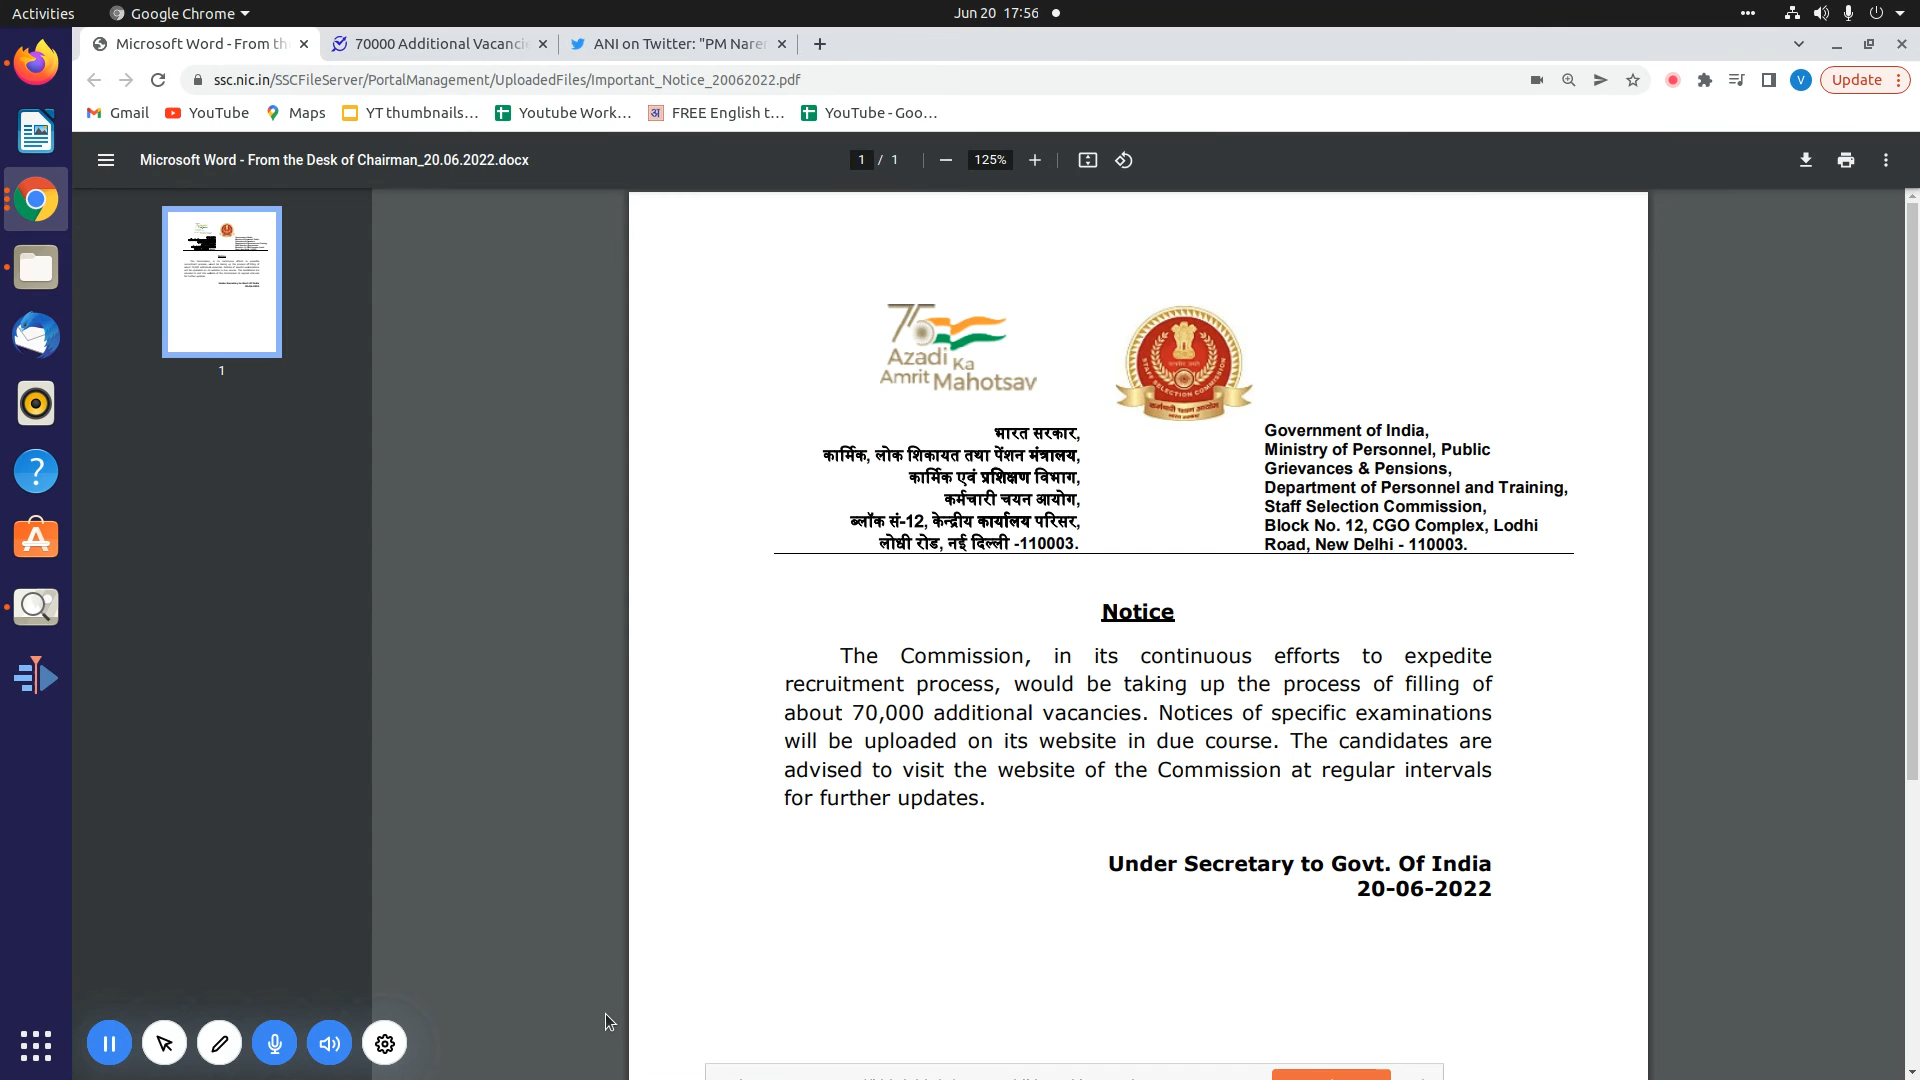 Activities
Google Chrome
Jun 20 17:56
Microsoft Word - From th
70000 Additional Vacanci
ANI on Twitter: "PM Naren
ssc.nic.in/SSCFileServer/PortalManagement/UploadedFiles/Important_Notice_20062022.pdf
V
Update
Gmail
YouTube
Maps
YT thumbnails...
Youtube Work...
FREE English t...
YouTube - Goo...
Microsoft Word - From the Desk of Chairman_20.06.2022.docx
1 / 1
125%
1
75
Azadi Ka
Amrit Mahotsav
STAFF SELECTION COMMISSION
कर्मचारी चयन आयोग
भारत सरकार,
कार्मिक, लोक शिकायत तथा पेंशन मंत्रालय,
कार्मिक एवं प्रशिक्षण विभाग,
कर्मचारी चयन आयोग,
ब्लॉक सं-12, केन्द्रीय कार्यालय परिसर,
लोधी रोड, नई दिल्ली -110003.
Government of India,
Ministry of Personnel, Public
Grievances & Pensions,
Department of Personnel and Training,
Staff Selection Commission,
Block No. 12, CGO Complex, Lodhi
Road, New Delhi - 110003.
Notice
The Commission, in its continuous efforts to expedite
recruitment process, would be taking up the process of filling of
about 70,000 additional vacancies. Notices of specific examinations
will be uploaded on its website in due course. The candidates are
advised to visit the website of the Commission at regular intervals
for further updates.
Under Secretary to Govt. Of India
20-06-2022